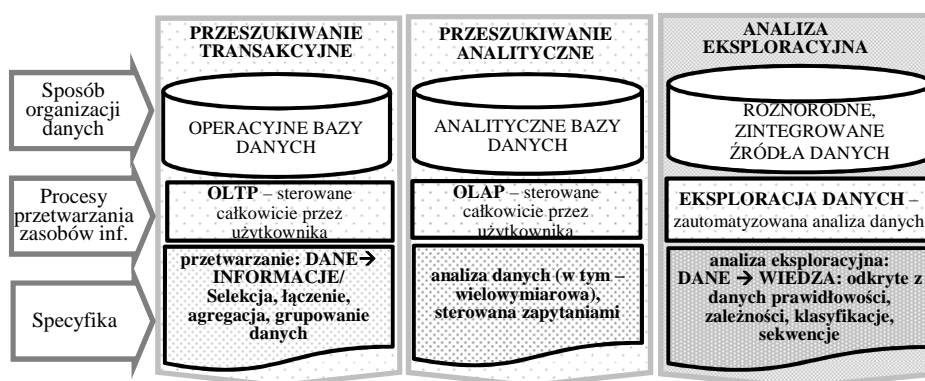 PRZESZUKIWANIE
TRANSAKCYJNE
PRZESZUKIWANIE
ANALITYCZNE
ANALIZA
EKSPLORACYJNA
Sposób
organizacji
danych
OPERACYJNE BAZY
DANYCH
ANALITYCZNE BAZY
DANYCH
ROZNORODNE,
ZINTEGROWANE
ŹRÓDŁA DANYCH
Procesy
przetwarzania
zasobów inf.
OLTP – sterowane
całkowicie przez
użytkownika
OLAP – sterowane
całkowicie przez
użytkownika
EKSPLORACJA DANYCH –
zautomatyzowana analiza danych
Specyfika
przetwarzanie: DANE→
INFORMACJE/
Selekcja, łączenie,
agregacja, grupowanie
danych
analiza danych (w tym –
wielowymiarowa),
sterowana zapytaniami
analiza eksploracyjna:
DANE → WIEDZA: odkryte z
danych prawidłowości,
zależności, klasyfikacje,
sekwencje